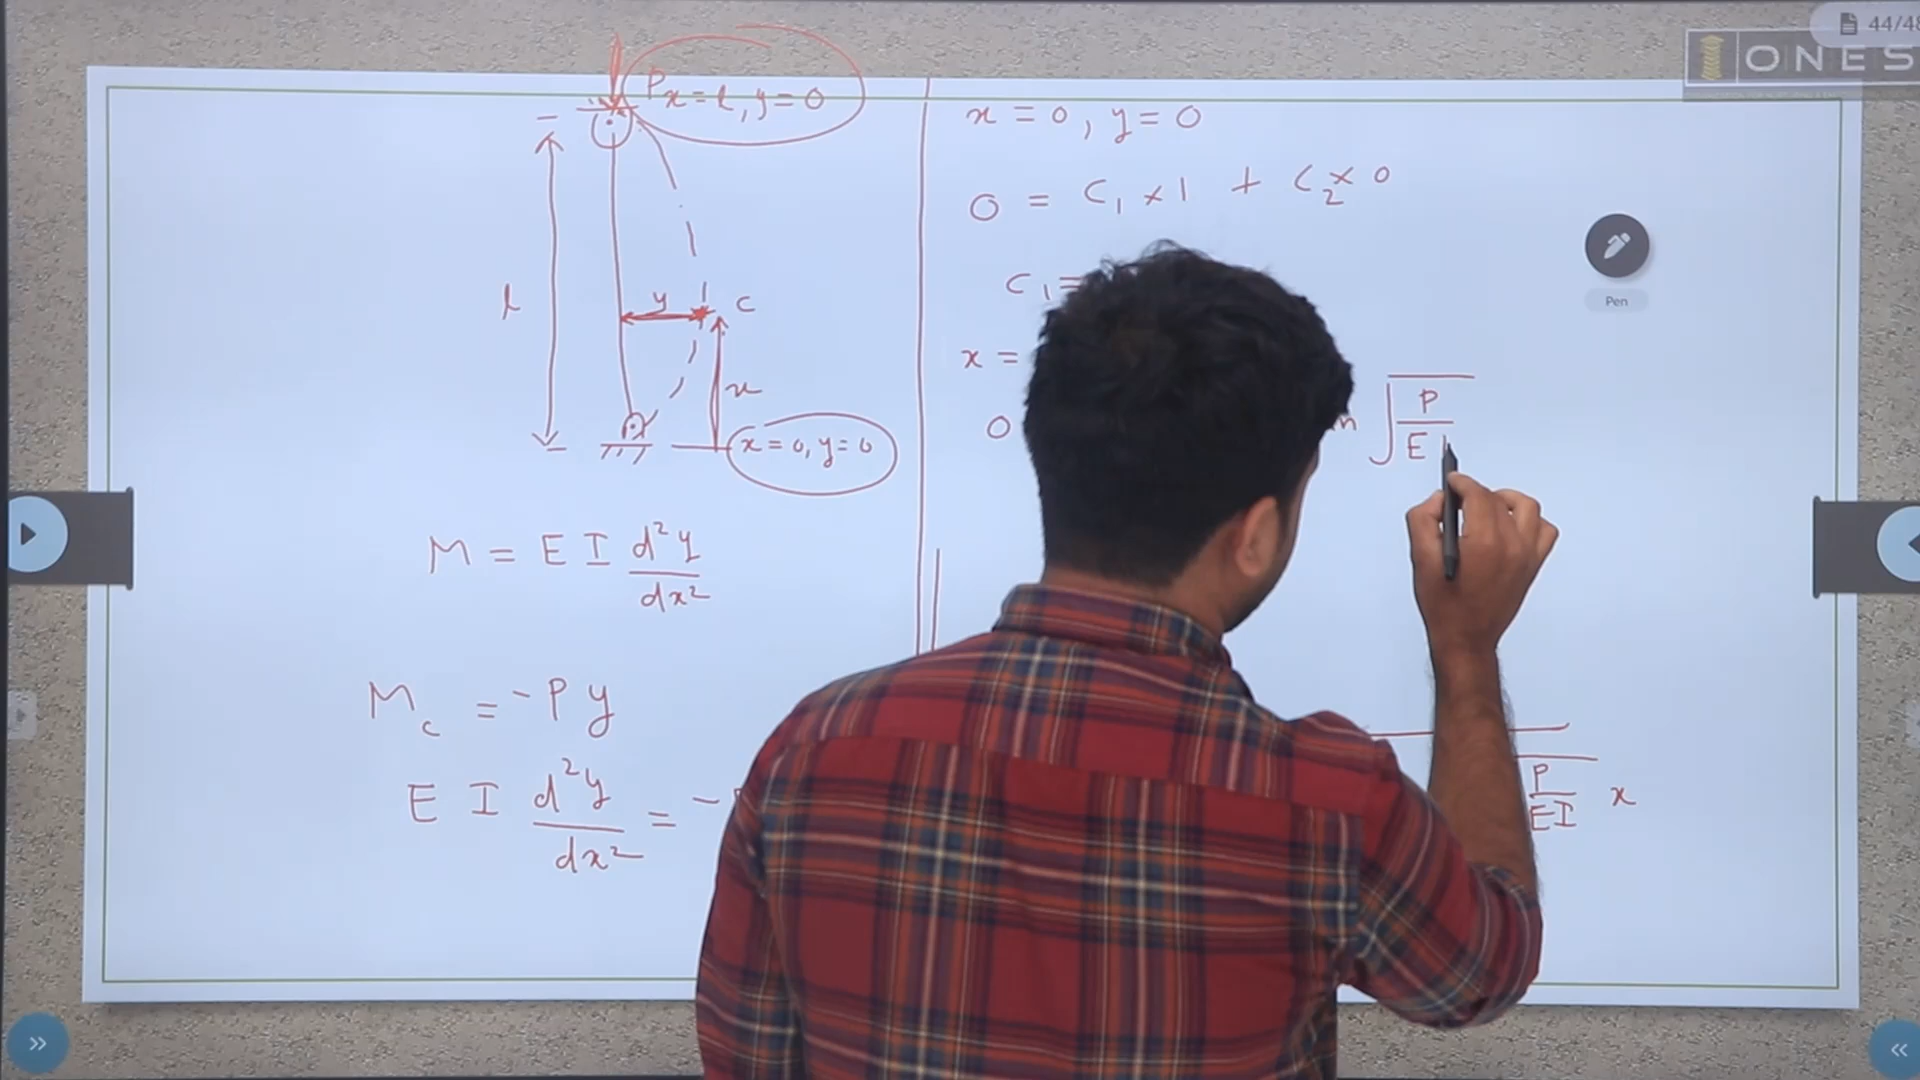 44/48
ONES
P
x = l, y = 0
l
y
c
x
x = 0, y = 0
M = E I d²y
dx²
M_c = -P y
E I d²y
dx²
= -
x = 0, y = 0
0 = C₁ × 1 + C₂ × 0
C₁ =
x =
0
√ P
E I
P
EI
x
Pen